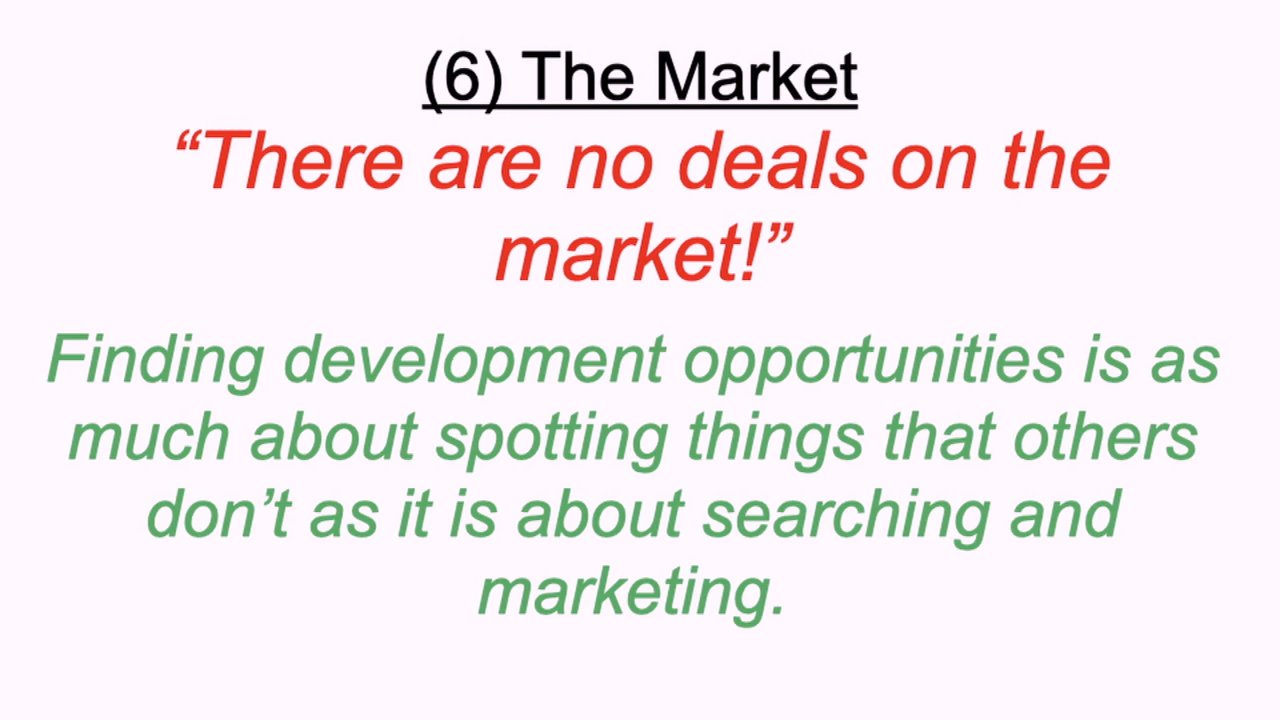 (6) The Market
“There are no deals on the
market!”
Finding development opportunities is as
much about spotting things that others
don’t as it is about searching and
marketing.